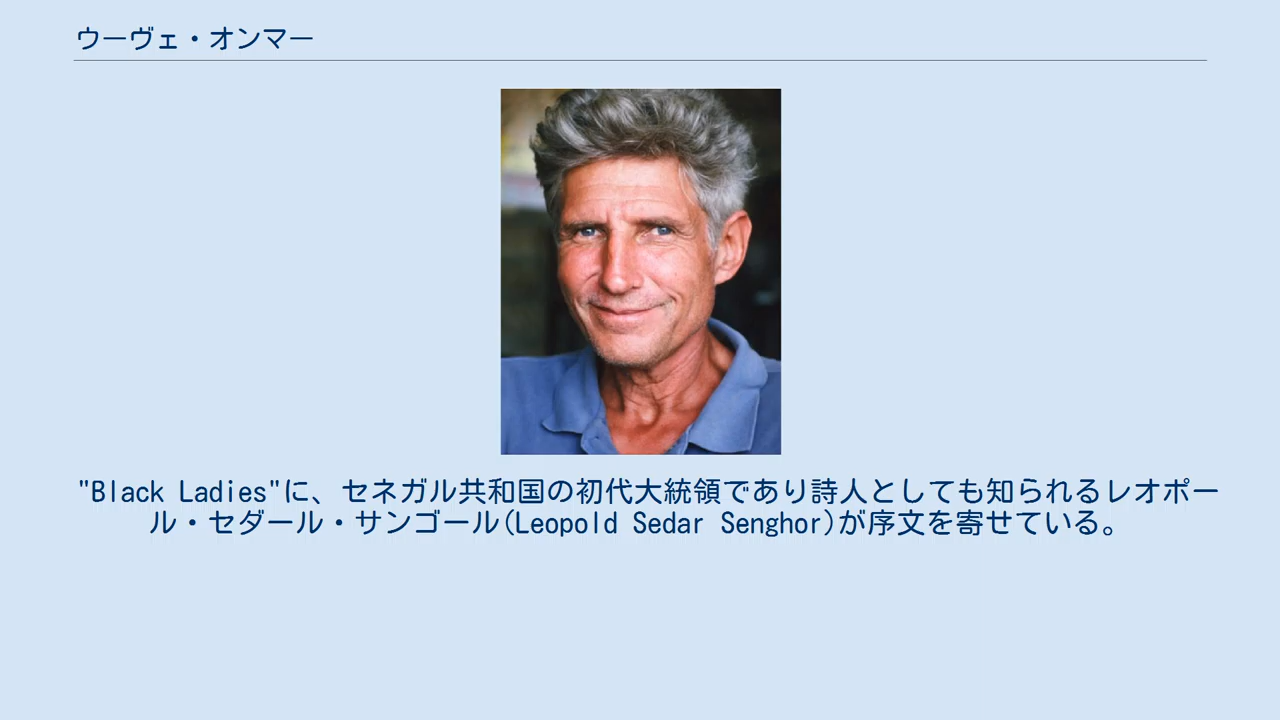 ウーヴェ・オンマー
"Black Ladies"に、セネガル共和国の初代大統領であり詩人としても知られるレオポー
ル・セダール・サンゴール(Leopold Sedar Senghor)が序文を寄せている。